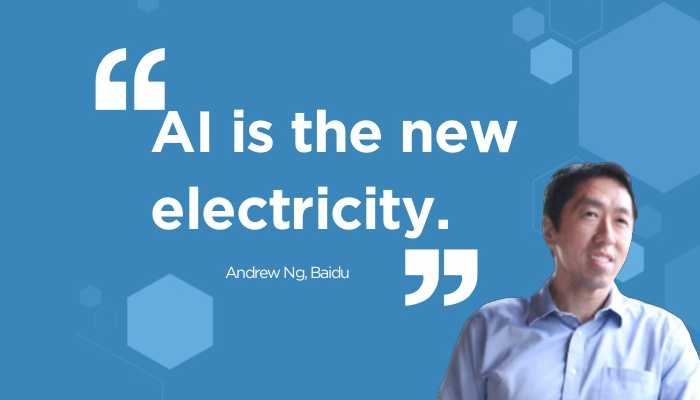 “AI is the new
electricity.”
Andrew Ng, Baidu